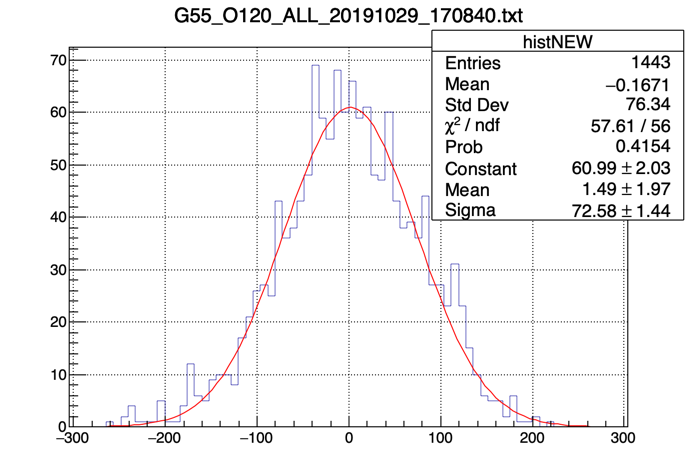 G55_O120_ALL_20191029_170840.txt
histNEW
Entries 1443
Mean −0.1671
Std Dev 76.34
χ² / ndf 57.61 / 56
Prob 0.4154
Constant 60.99 ± 2.03
Mean 1.49 ± 1.97
Sigma 72.58 ± 1.44
70
60
50
40
30
20
10
0
−300 −200 −100 0 100 200 300